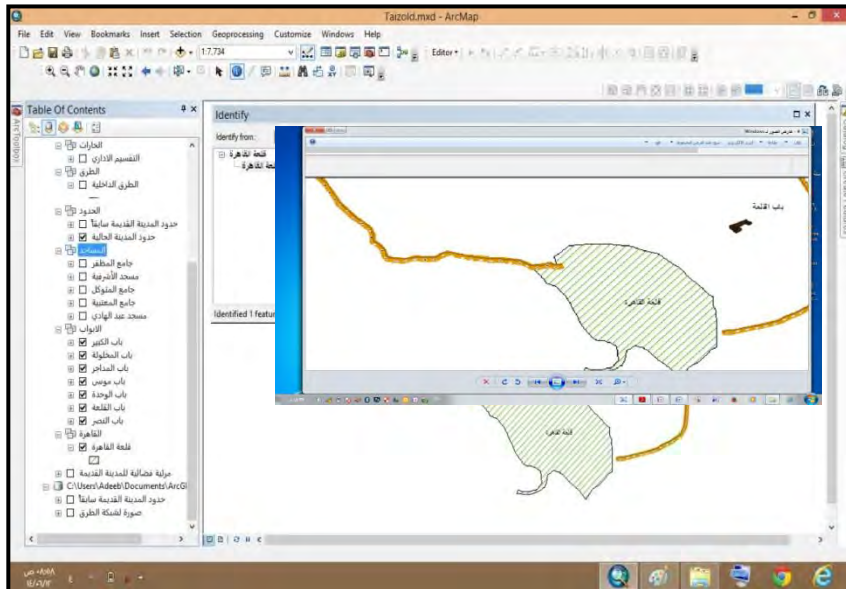 Taizold.mxd - ArcMap
File Edit View Bookmarks Insert Selection Geoprocessing Customize Windows Help
1:7,734
Editor
Table Of Contents
ArcToolbox
الحارات
التقسيم الاداري
الطرق
الطرق الداخلية
الحدود
حدود المدينة القديمة سابقاً
حدود المدينة الحالية
المساجد
جامع المظفر
مسجد الأشرفية
جامع المتوكل
جامع المعتبية
مسجد عبد الهادي
الابواب
باب الكبير
باب المخلولة
باب المداجر
باب موسى
باب الوحدة
باب القلعة
باب النصر
القاهرة
قلعة القاهرة
مرئية فضائية للمدينة القديمة
C:\Users\Adeeb\Documents\ArcG
حدود المدينة القديمة سابقاً
صورة لشبكة الطرق
Identify
Identify from:
قلعة القاهرة
Identified 1 featur
باب القلعة
قلعة القاهرة
قلعة القاهرة